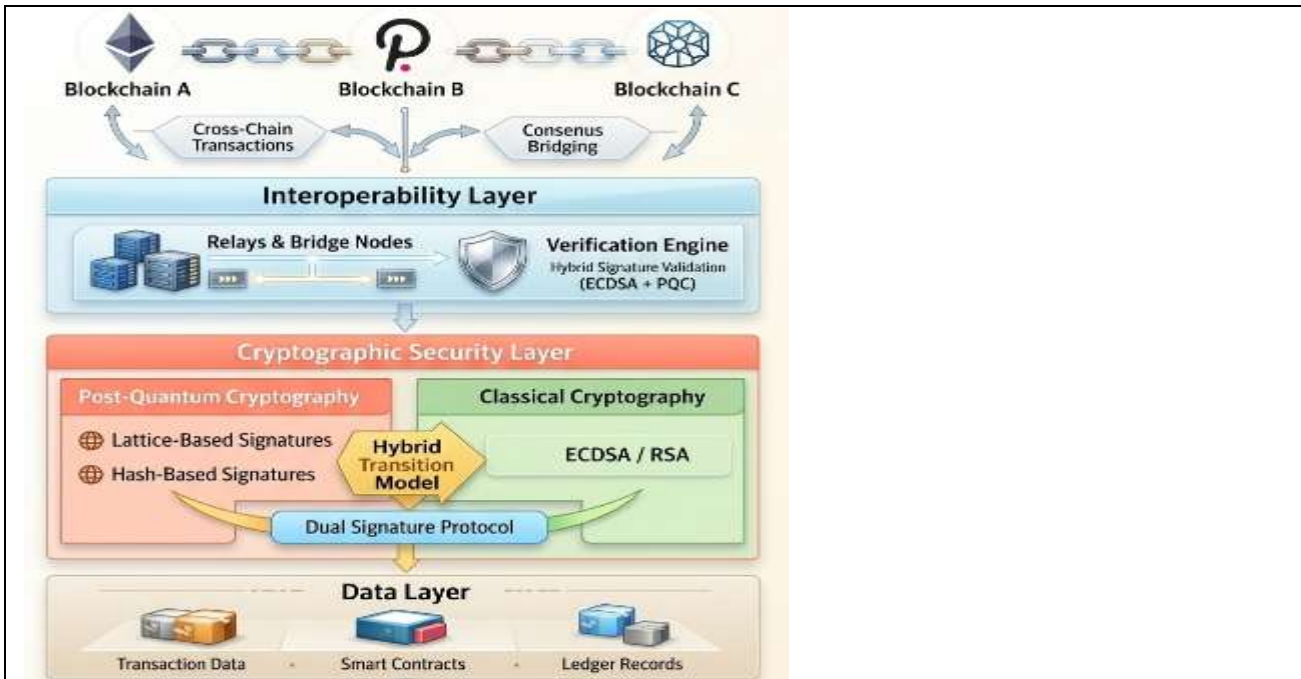 Blockchain A
Blockchain B
Blockchain C
Cross-Chain
Transactions
Consenus
Bridging
Interoperability Layer
Relays & Bridge Nodes
Verification Engine
Hybrid Signature Validation
(ECDSA + PQC)
Cryptographic Security Layer
Post-Quantum Cryptography
Classical Cryptography
Lattice-Based Signatures
Hash-Based Signatures
Hybrid
Transition
Model
ECDSA / RSA
Dual Signature Protocol
Data Layer
Transaction Data
Smart Contracts
Ledger Records